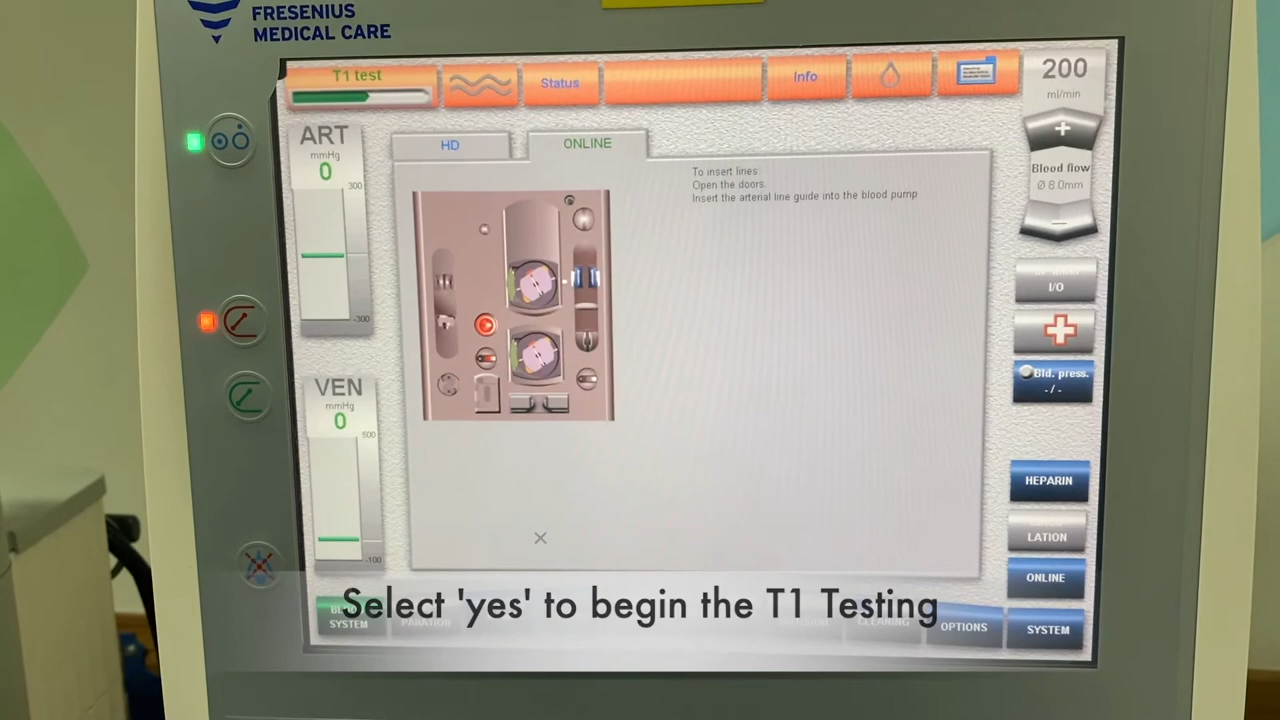 FRESENIUS
MEDICAL CARE
T1 test
Status
Info
200
ml/min
+
Blood flow
Ø 8.0mm
−
ART
mmHg
0
300
-300
HD
ONLINE
To insert lines:
Open the doors.
Insert the arterial line guide into the blood pump
I/O
Bld. press.
- / -
VEN
mmHg
0
500
-100
HEPARIN
LATION
ONLINE
Select 'yes' to begin the T1 Testing
SYSTEM
PARATION
CLEANING
OPTIONS
SYSTEM